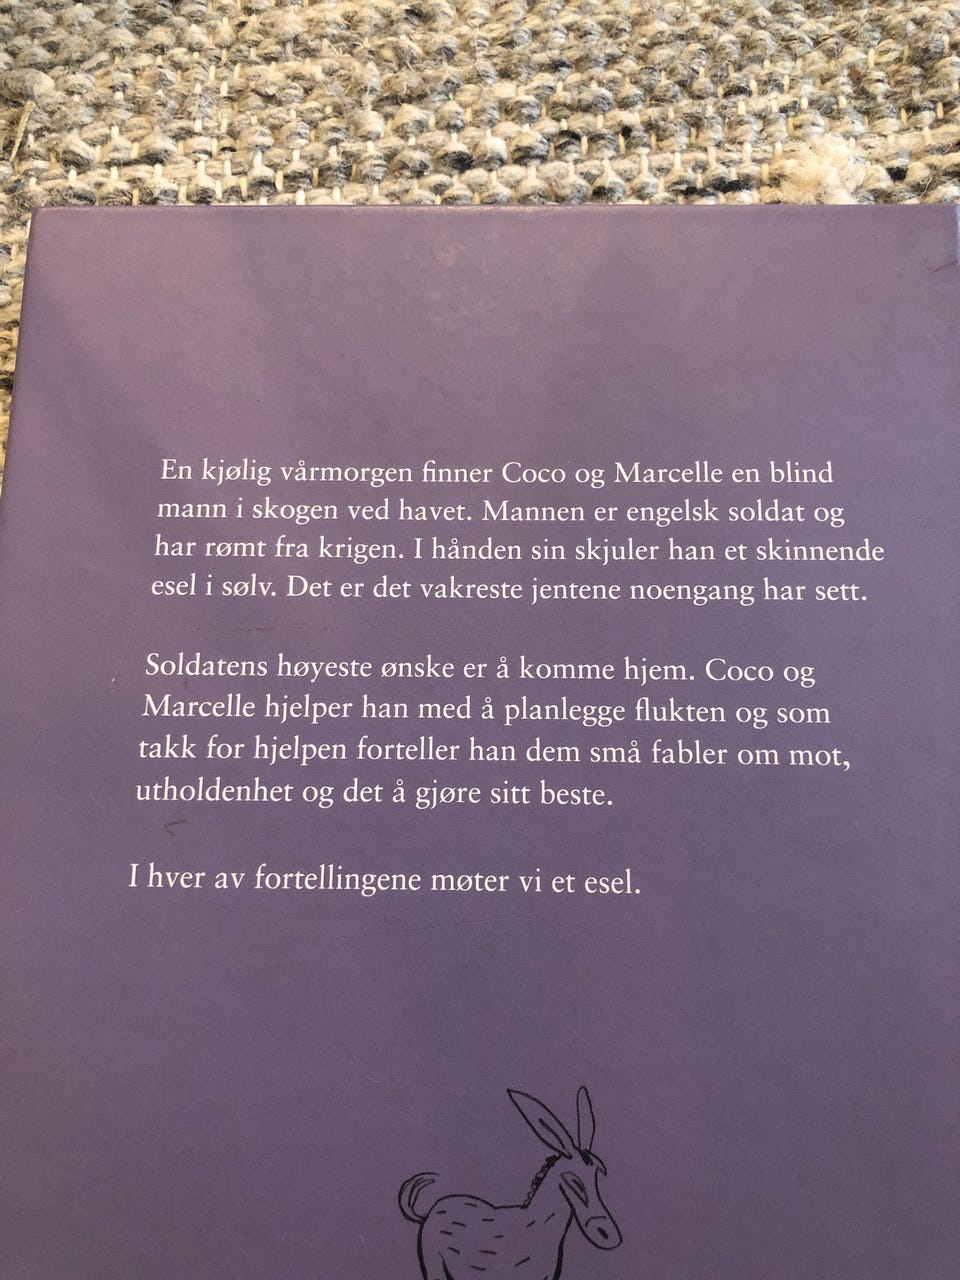 En kjølig vårmorgen finner Coco og Marcelle en blind
mann i skogen ved havet. Mannen er engelsk soldat og
har rømt fra krigen. I hånden sin skjuler han et skinnende
esel i sølv. Det er det vakreste jentene noengang har sett.
Soldatens høyeste ønske er å komme hjem. Coco og
Marcelle hjelper han med å planlegge flukten og som
takk for hjelpen forteller han dem små fabler om mot,
utholdenhet og det å gjøre sitt beste.
I hver av fortellingene møter vi et esel.